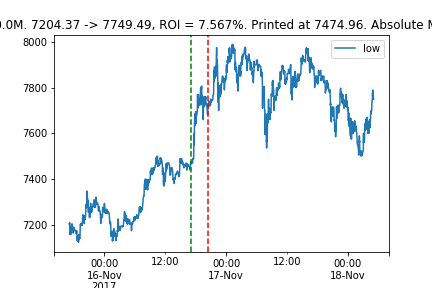 0.0M. 7204.37 -> 7749.49, ROI = 7.567%. Printed at 7474.96. Absolute
low
8000
7800
7600
7400
7200
00:00 12:00 00:00 12:00 00:00
16-Nov 17-Nov 18-Nov
2017